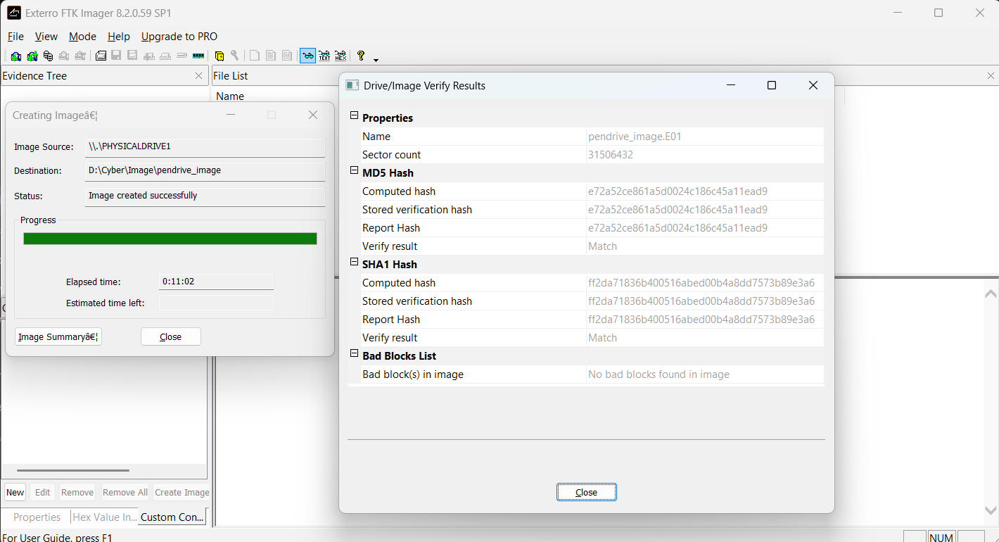 Exterro FTK Imager 8.2.0.59 SP1
File View Mode Help Upgrade to PRO
TEXT HEX
Evidence Tree
File List
Name
Creating Imageâ€¦
Image Source: \\.\PHYSICALDRIVE1
Destination: D:\Cyber\Image\pendrive_image
Status: Image created successfully
Progress
Elapsed time: 0:11:02
Estimated time left:
Image Summaryâ€¦ Close
Drive/Image Verify Results
Properties
Name pendrive_image.E01
Sector count 31506432
MD5 Hash
Computed hash e72a52ce861a5d0024c186c45a11ead9
Stored verification hash e72a52ce861a5d0024c186c45a11ead9
Report Hash e72a52ce861a5d0024c186c45a11ead9
Verify result Match
SHA1 Hash
Computed hash ff2da71836b400516abed00b4a8dd7573b89e3a6
Stored verification hash ff2da71836b400516abed00b4a8dd7573b89e3a6
Report Hash ff2da71836b400516abed00b4a8dd7573b89e3a6
Verify result Match
Bad Blocks List
Bad block(s) in image No bad blocks found in image
Close
New Edit Remove Remove All Create Image
Properties Hex Value In... Custom Con...
For User Guide, press F1
NUM